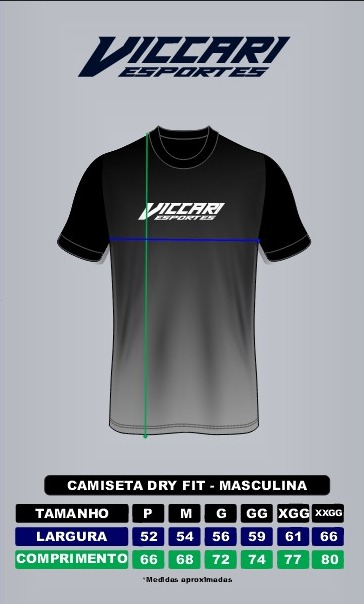 VICCARI
ESPORTES
VICCARI
ESPORTES
CAMISETA DRY FIT - MASCULINA
TAMANHO P M G GG XGG XXGG
LARGURA 52 54 56 59 61 66
COMPRIMENTO 66 68 72 74 77 80
*Medidas aproximadas